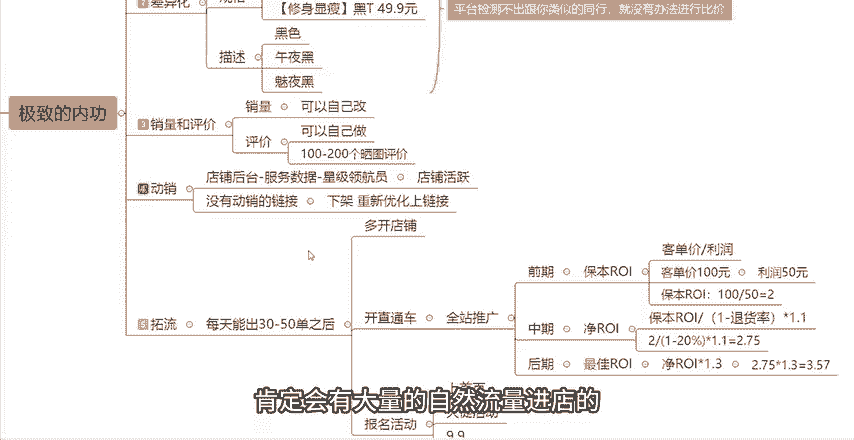 2 差异化
【修身显瘦】黑T 49.9元
平台检测不出跟你类似的同行，就没有办法进行比价
描述
黑色
午夜黑
魅夜黑
极致的内功
3 销量和评价
销量
可以自己改
评价
可以自己做
100-200个晒图评价
4 动销
店铺后台-服务数据-星级领航员
店铺活跃
没有动销的链接
下架 重新优化上链接
5 拓流
每天能出30-50单之后
多开店铺
开直通车
全站推广
前期
保本ROI
客单价/利润
客单价100元
利润50元
保本ROI：100/50=2
中期
净ROI
保本ROI/（1-退货率）*1.1
2/(1-20%)*1.1=2.75
后期
最佳ROI
净ROI*1.3
2.75*1.3=3.57
报名活动
9.9
肯定会有大量的自然流量进店的